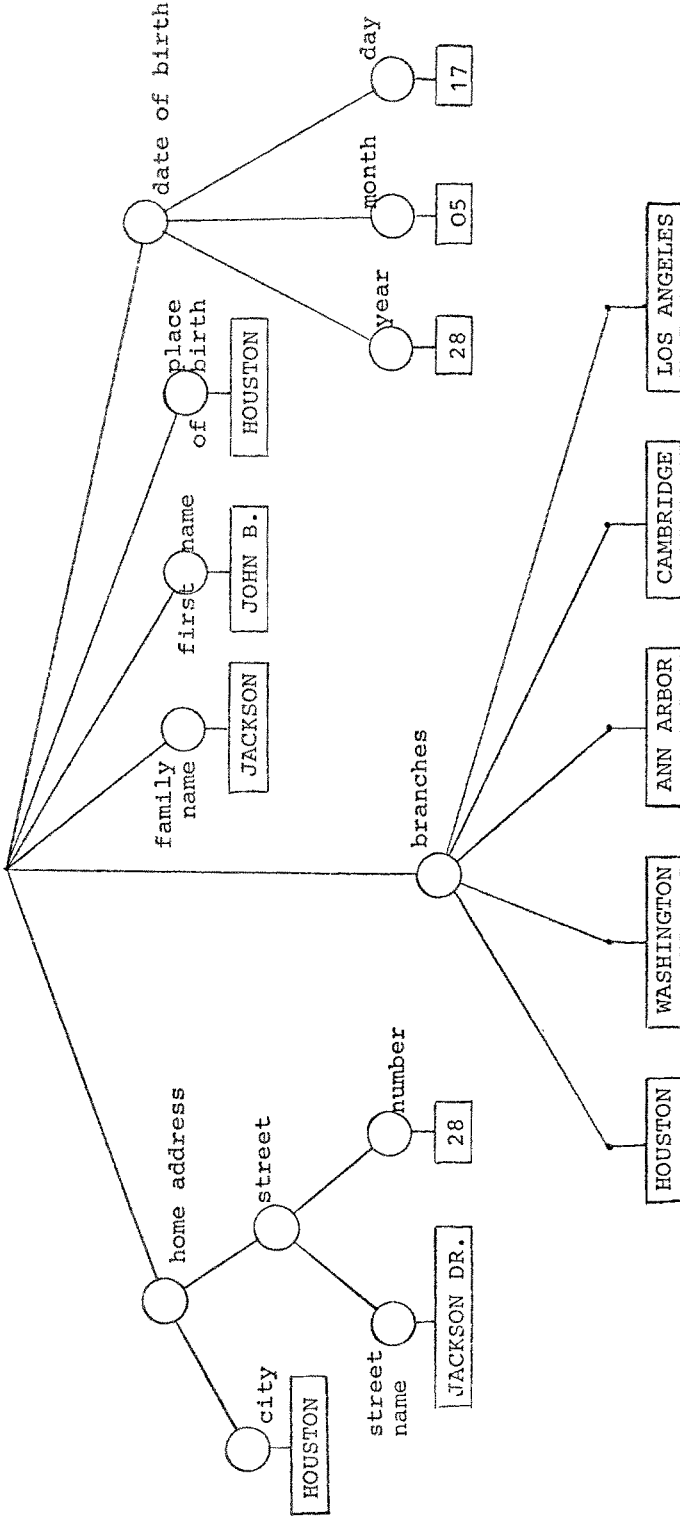 date of birth
home address
family
name
first name
place
of birth
JACKSON
JOHN B.
HOUSTON
city
HOUSTON
street
street
name
JACKSON DR.
number
28
year
28
month
05
day
17
branches
HOUSTON
WASHINGTON
ANN ARBOR
CAMBRIDGE
LOS ANGELES